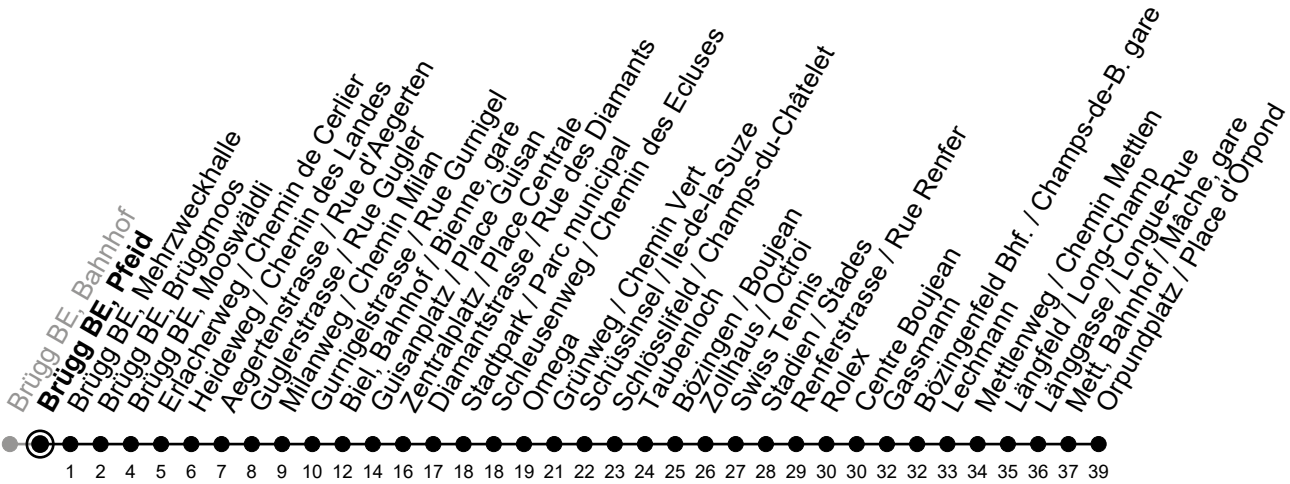 Brügg BE, Bahnhof
Brügg BE, Pfeid
Brügg BE, Mehrzweckhalle
Brügg BE, Brüggmoos
Brügg BE, Mooswäldli
Erlacherweg / Chemin de Cerlier
Heideweg / Chemin des Landes
Aegertenstrasse / Rue d'Aegerten
Guglerstrasse / Rue Gugler
Milanweg / Chemin Milan
Gurnigelstrasse / Rue Gurnigel
Biel, Bahnhof / Bienne, gare
Guisanplatz / Place Guisan
Zentralplatz / Place Centrale
Diamantstrasse / Rue des Diamants
Stadtpark / Parc municipal
Schleusenweg / Chemin des Ecluses
Omega
Grünweg / Chemin Vert
Schüssinsel / Ile-de-la-Suze
Schlösslifeld / Champs-du-Châtelet
Taubenloch
Bözingen / Boujean
Zollhaus / Octroi
Swiss Tennis
Stadien / Stades
Renferstrasse / Rue Renfer
Rolex
Centre Boujean
Gassmann
Bözingenfeld Bhf. / Champs-de-B. gare
Lechmann
Mettlenweg / Chemin Mettlen
Längfeld / Long-Champ
Länggasse / Longue-Rue
Mett, Bahnhof / Mâche, gare
Orpundplatz / Place d'Orpond
1 2 4 5 6 7 8 9 10 12 14 16 17 18 18 19 21 22 23 24 25 26 27 28 29 30 30 32 32 33 34 35 36 37 39